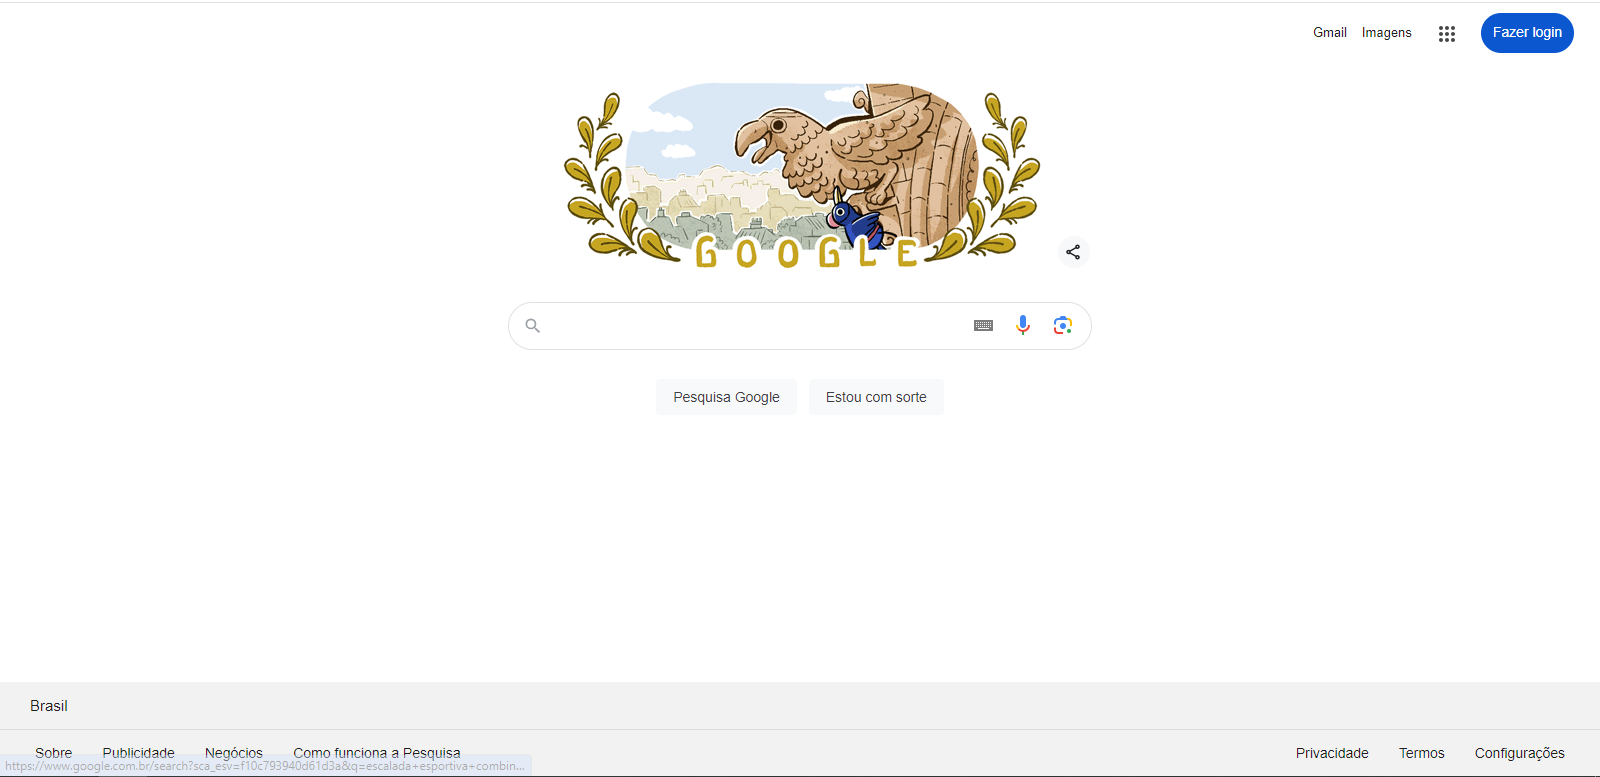 Gmail Imagens Fazer login
GOOGLE
Pesquisa Google Estou com sorte
Brasil
Sobre Publicidade Negócios Como funciona a Pesquisa Privacidade Termos Configurações
https://www.google.com.br/search?sca_esv=f10c793940d61d3a&q=escalada+esportiva+combin...